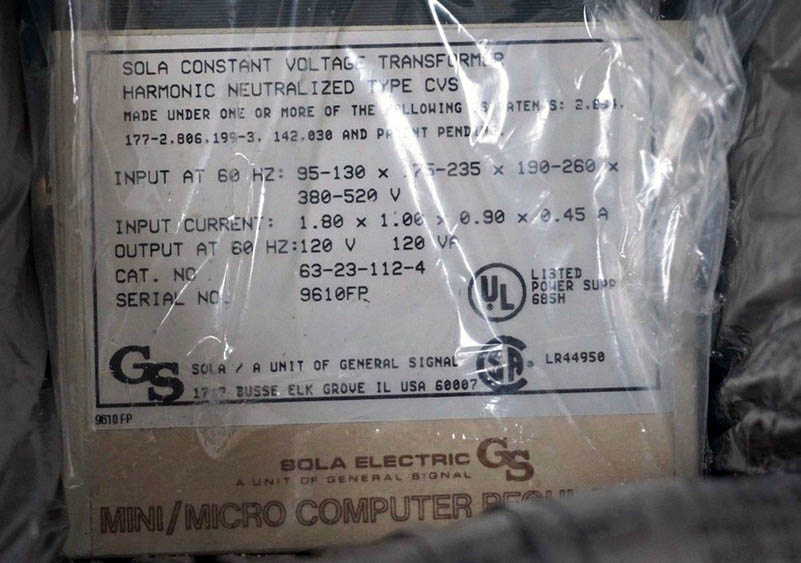 SOLA CONSTANT VOLTAGE TRANSFORMER
HARMONIC NEUTRALIZED TYPE CVS
MADE UNDER ONE OR MORE OF THE
177-2,806,199-3, 142,030 AND PATENT
INPUT AT 60 HZ: 95-130 x 175-235 x 190-260 x
380-520 V
INPUT CURRENT: 1.80 x 1.00 x 0.90 x 0.45 A
OUTPUT AT 60 HZ:120 V 120 VA
CAT. NO. 63-23-112-4
SERIAL NO. 9610FP
UL
LISTED
POWER
685H
GS SOLA / A UNIT OF GENERAL SIGNAL
BUSSE ELK GROVE IL USA 60007
SA LR44950
9610 FP
SOLA ELECTRIC GS
A UNIT OF GENERAL SIGNAL
MINI/MICRO COMPUTER